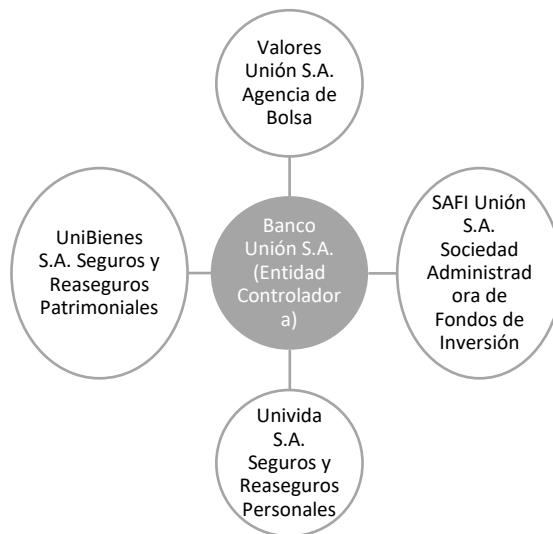 Valores
Unión S.A.
Agencia de
Bolsa
UniBienes
S.A. Seguros y
Reaseguros
Patrimoniales
Banco
Unión S.A.
(Entidad
Controlador
a)
SAFI Unión
S.A.
Sociedad
Administrad
ora de
Fondos de
Inversión
Univida
S.A.
Seguros y
Reaseguros
Personales